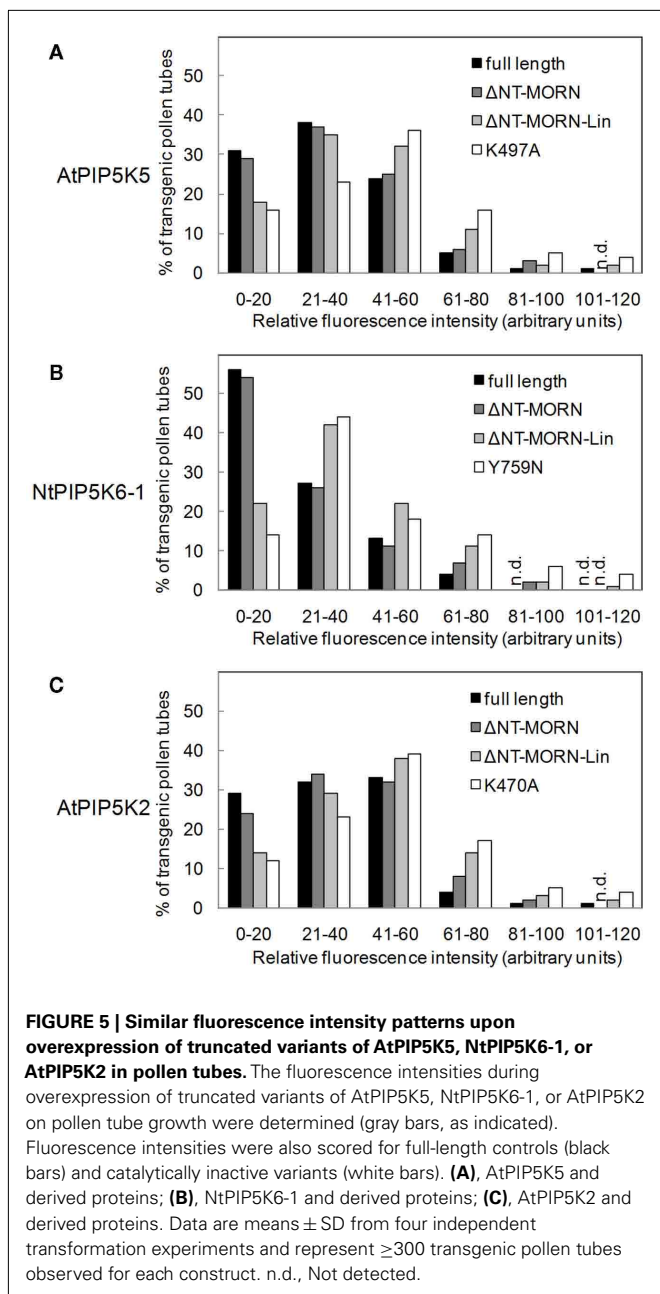 A
AtPIP5K5
% of transgenic pollen tubes
50
40
30
20
10
0
full length
ΔNT-MORN
ΔNT-MORN-Lin
K497A
n.d.
0-20 21-40 41-60 61-80 81-100 101-120
Relative fluorescence intensity (arbitrary units)
B
NtPIP5K6-1
% of transgenic pollen tubes
50
40
30
20
10
0
full length
ΔNT-MORN
ΔNT-MORN-Lin
Y759N
n.d.
n.d.
n.d.
0-20 21-40 41-60 61-80 81-100 101-120
Relative fluorescence intensity (arbitrary units)
C
AtPIP5K2
% of transgenic pollen tubes
50
40
30
20
10
0
full length
ΔNT-MORN
ΔNT-MORN-Lin
K470A
n.d.
0-20 21-40 41-60 61-80 81-100 101-120
Relative fluorescence intensity (arbitrary units)
FIGURE 5 | Similar fluorescence intensity patterns upon
overexpression of truncated variants of AtPIP5K5, NtPIP5K6-1, or
AtPIP5K2 in pollen tubes. The fluorescence intensities during
overexpression of truncated variants of AtPIP5K5, NtPIP5K6-1, or AtPIP5K2
on pollen tube growth were determined (gray bars, as indicated).
Fluorescence intensities were also scored for full-length controls (black
bars) and catalytically inactive variants (white bars). (A), AtPIP5K5 and
derived proteins; (B), NtPIP5K6-1 and derived proteins; (C), AtPIP5K2 and
derived proteins. Data are means ± SD from four independent
transformation experiments and represent ≥300 transgenic pollen tubes
observed for each construct. n.d., Not detected.